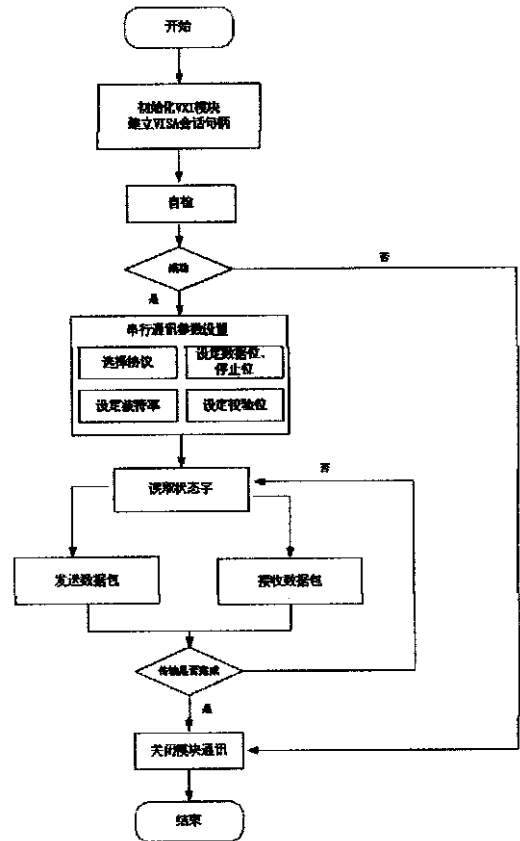 开始
初始化VXI模块
建立VISA会话句柄
自检
成功
否
是
串行通讯参数设置
选择协议
设定数据位、
停止位
设定波特率
设定校验位
读取状态字
否
发送数据包
接收数据包
传输是否完成
是
关闭模块通讯
结束